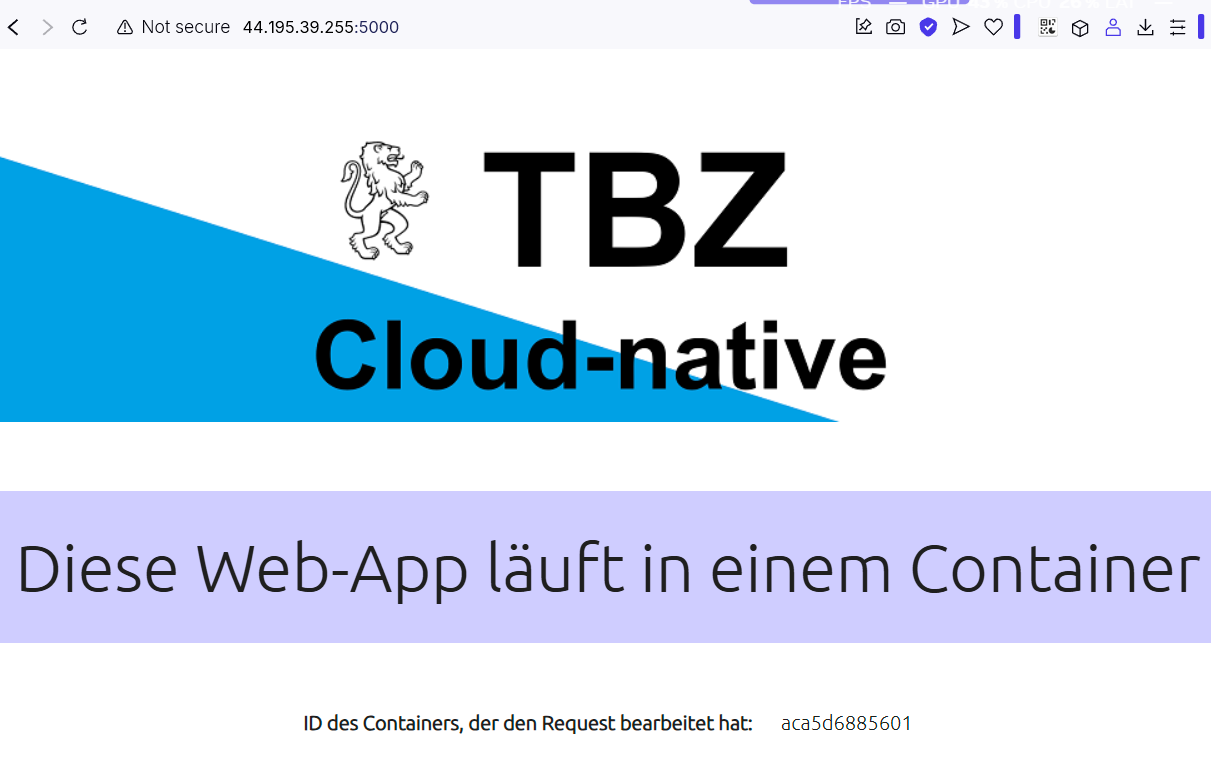 Not secure 44.195.39.255:5000
TBZ
Cloud-native
Diese Web-App läuft in einem Container
ID des Containers, der den Request bearbeitet hat: aca5d6885601